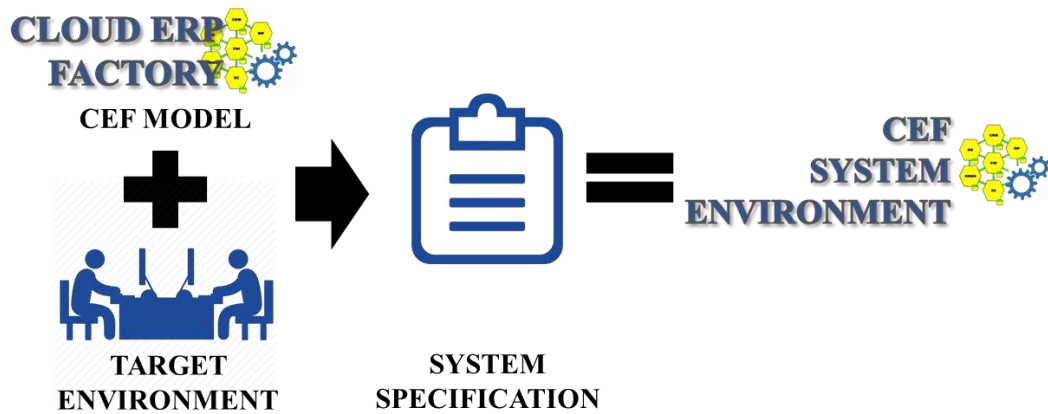 CLOUD ERP
FACTORY
CEF MODEL
TARGET
ENVIRONMENT
SYSTEM
SPECIFICATION
CEF
SYSTEM
ENVIRONMENT